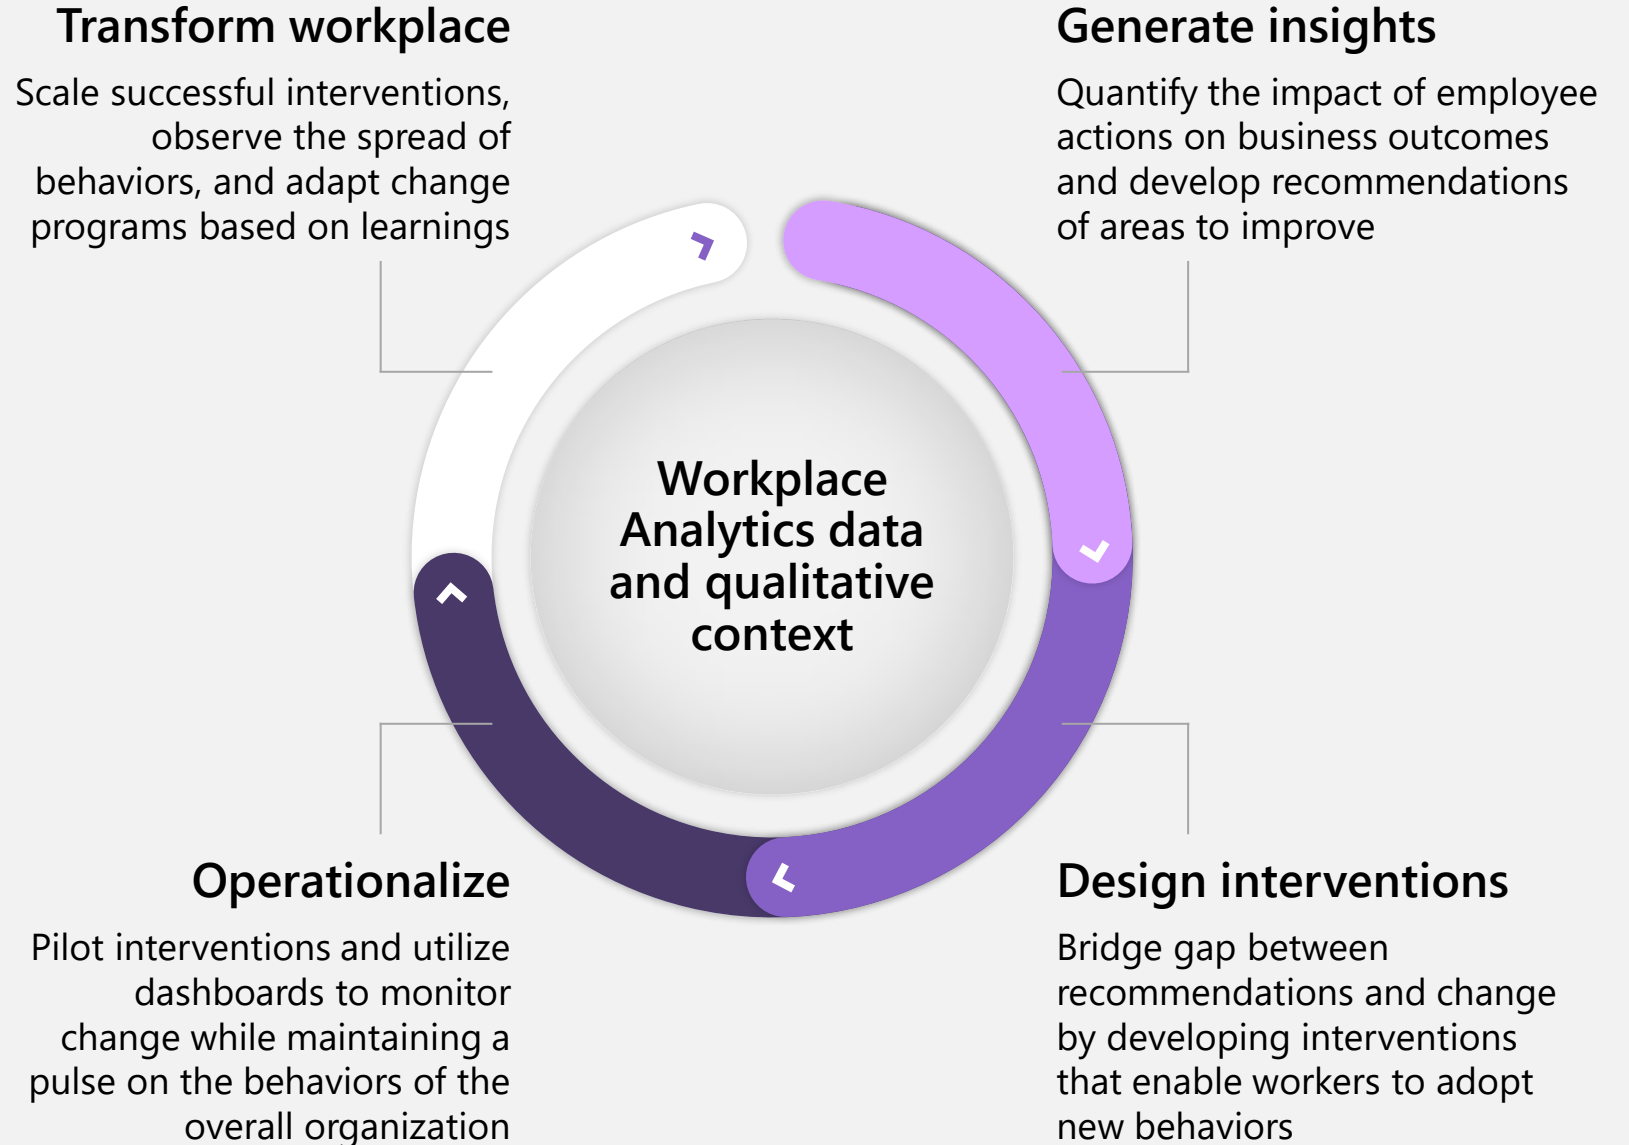 Transform workplace
Scale successful interventions,
observe the spread of
behaviors, and adapt change
programs based on learnings
Generate insights
Quantify the impact of employee
actions on business outcomes
and develop recommendations
of areas to improve
Workplace
Analytics data
and qualitative
context
Operationalize
Pilot interventions and utilize
dashboards to monitor
change while maintaining a
pulse on the behaviors of the
overall organization
Design interventions
Bridge gap between
recommendations and change
by developing interventions
that enable workers to adopt
new behaviors